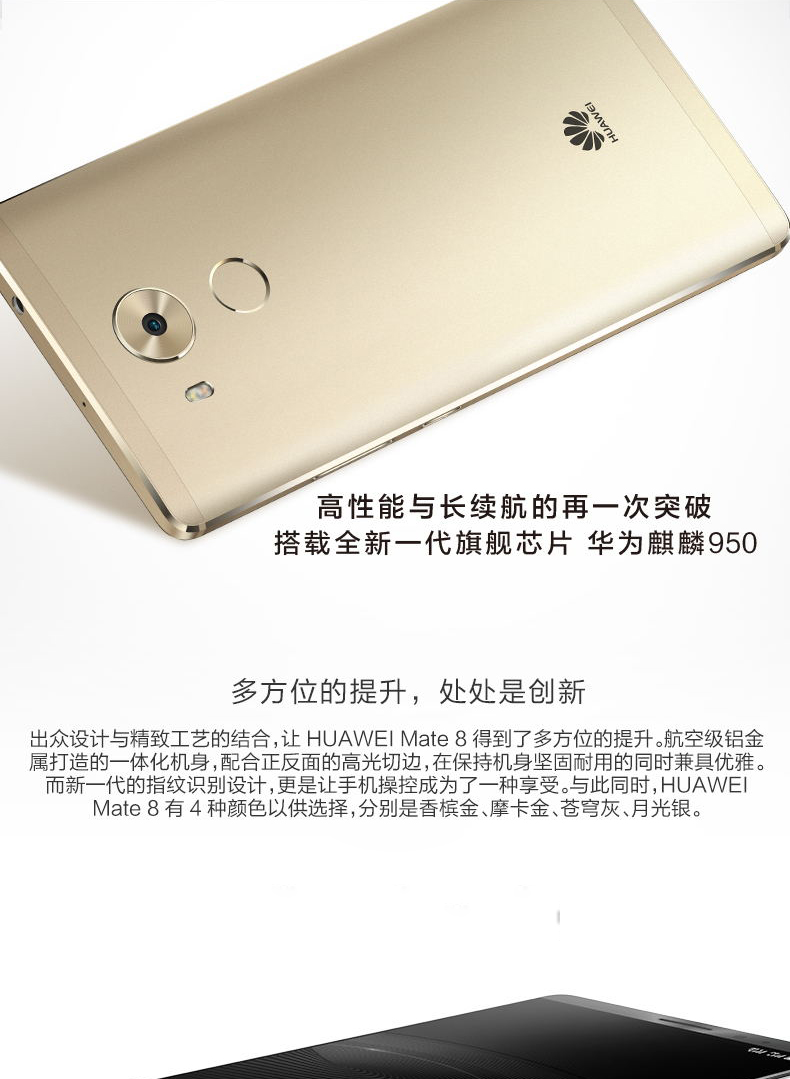 HUAWEI
高性能与长续航的再一次突破
搭载全新一代旗舰芯片 华为麒麟950
多方位的提升，处处是创新
出众设计与精致工艺的结合，让 HUAWEI Mate 8 得到了多方位的提升。航空级铝金
属打造的一体化机身，配合正反面的高光切边，在保持机身坚固耐用的同时兼具优雅。
而新一代的指纹识别设计，更是让手机操控成为了一种享受。与此同时，HUAWEI
Mate 8 有 4 种颜色以供选择，分别是香槟金、摩卡金、苍穹灰、月光银。